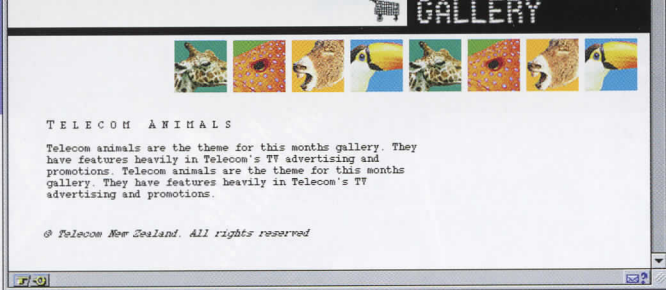 GALLERY
TELECOM ANIMALS
Telecom animals are the theme for this months gallery. They
have features heavily in Telecom's TV advertising and
promotions. Telecom animals are the theme for this months
gallery. They have features heavily in Telecom's TV
advertising and promotions.
@ Telecom New Zealand. All rights reserved